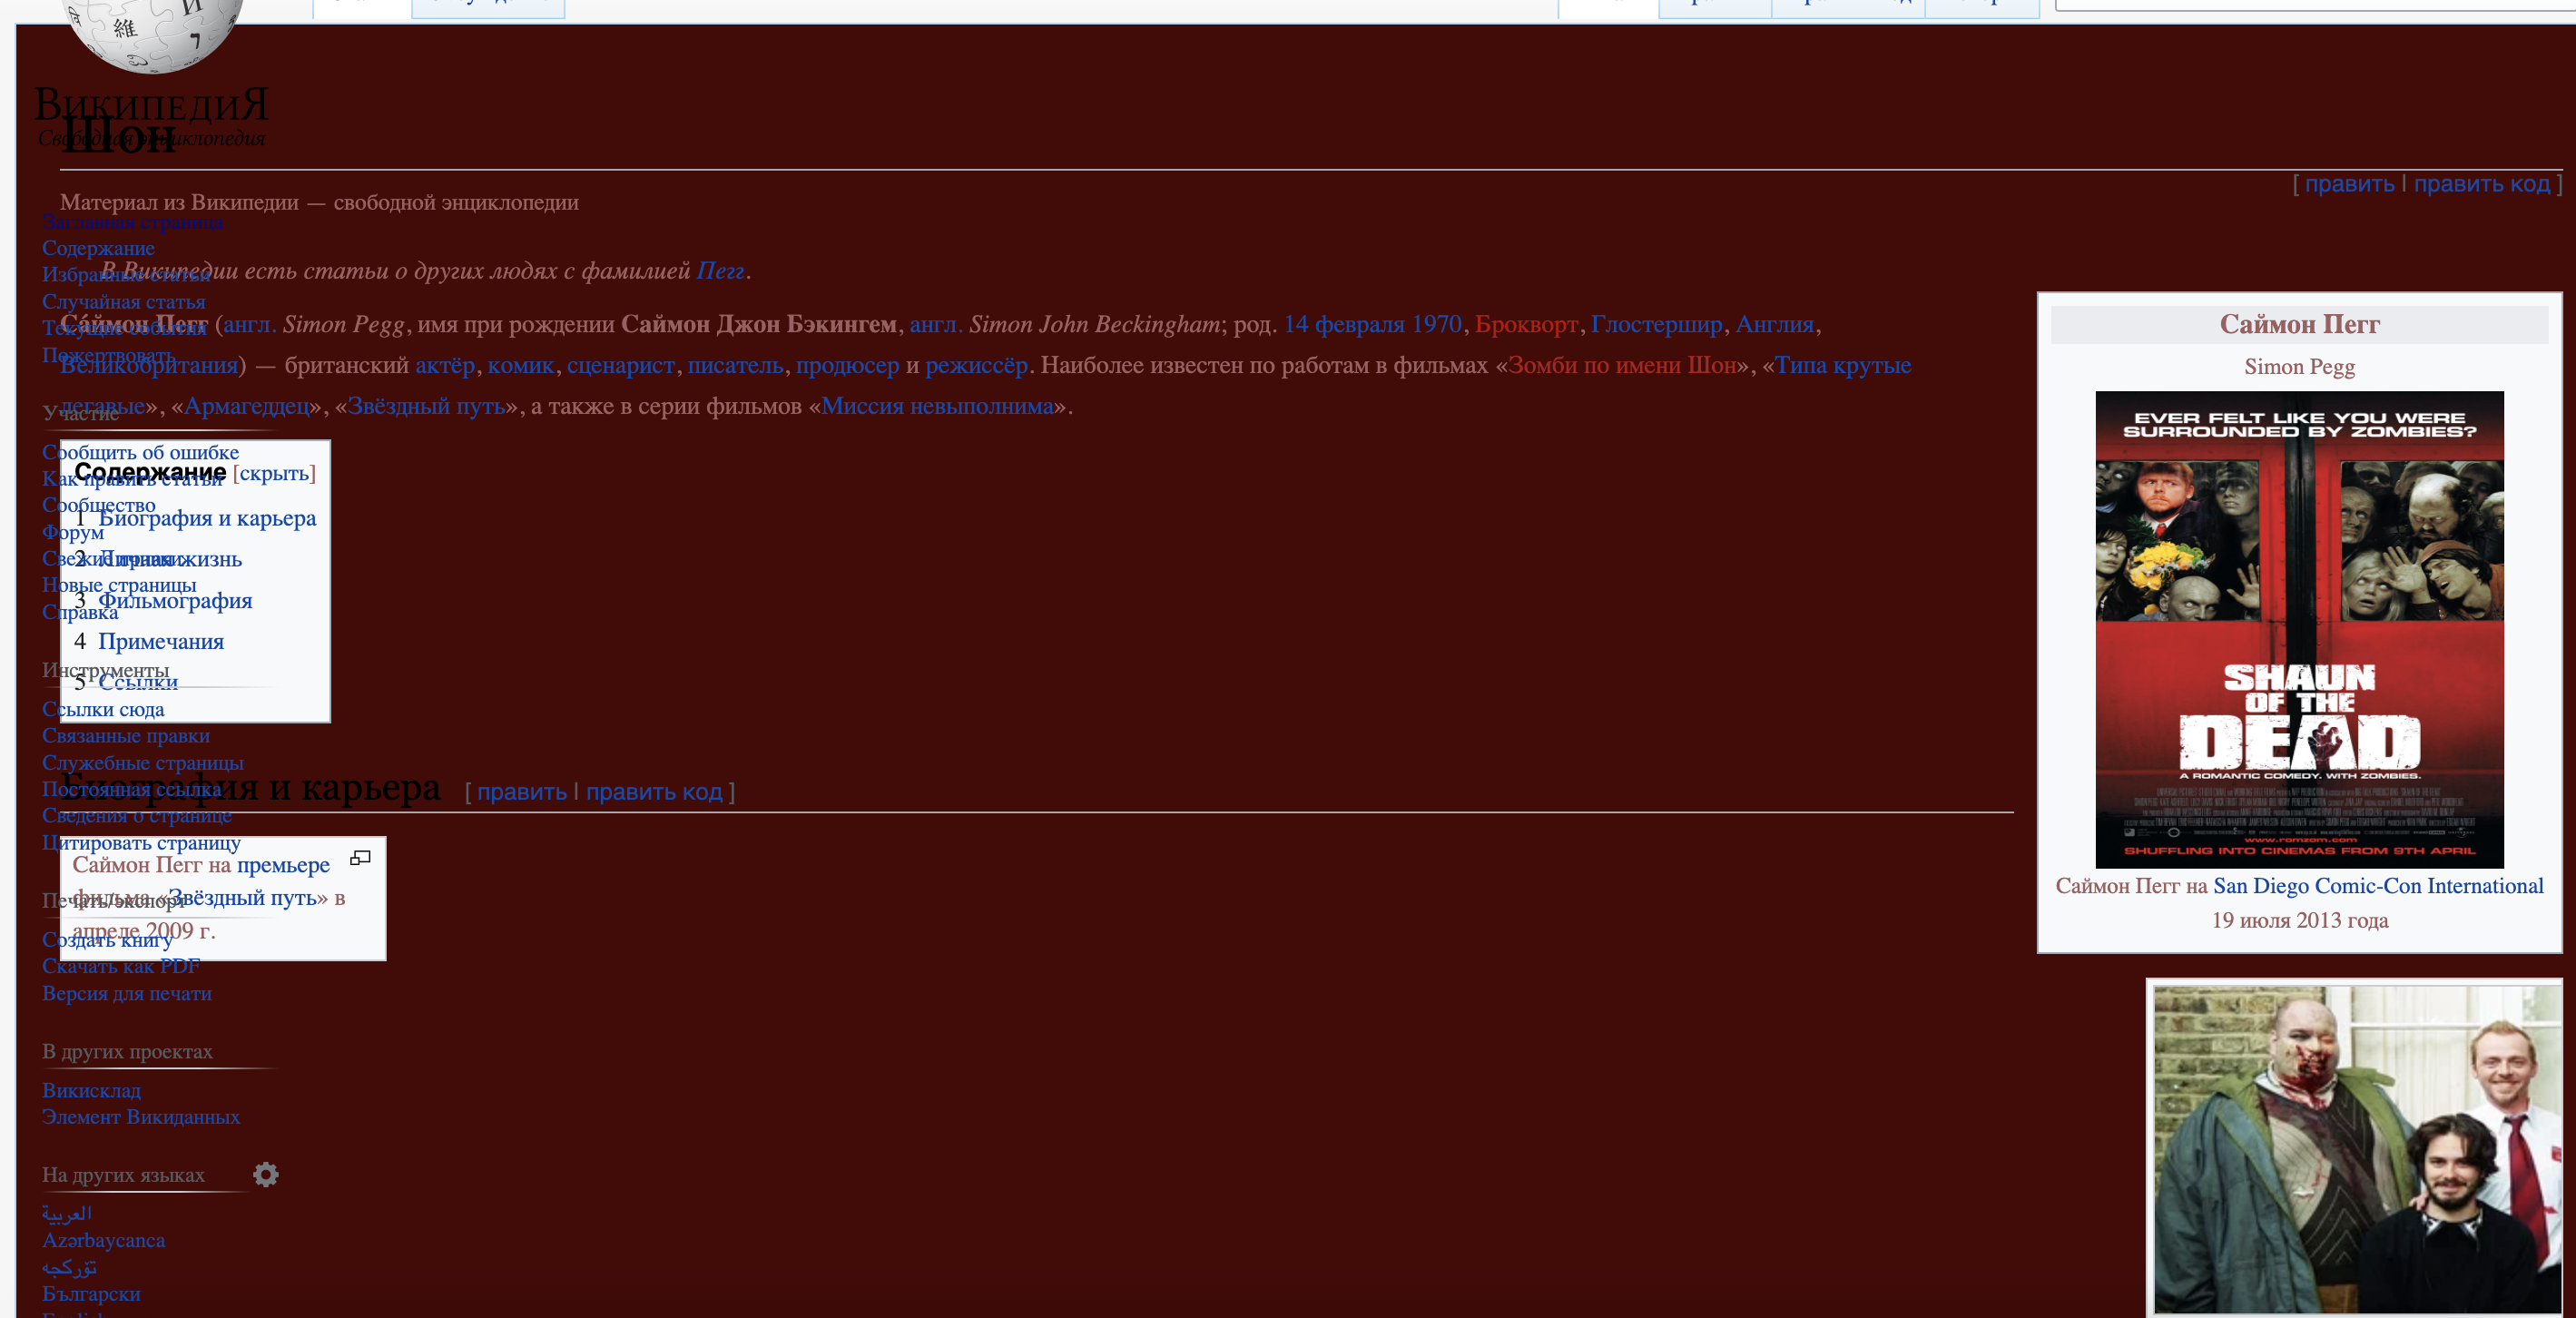 維
И
ВикипедиЯ
Свободная энциклопедия
Шон
[ править | править код ]
Материал из Википедии — свободной энциклопедии
В Википедии есть статьи о других людях с фамилией Пегг.
Са́ймон Пегг (англ. Simon Pegg, имя при рождении Саймон Джон Бэкингем, англ. Simon John Beckingham; род. 14 февраля 1970, Брокворт, Глостершир, Англия,
Великобритания) — британский актёр, комик, сценарист, писатель, продюсер и режиссёр. Наиболее известен по работам в фильмах «Зомби по имени Шон», «Типа крутые
легавые», «Армагеддец», «Звёздный путь», а также в серии фильмов «Миссия невыполнима».
Заглавная страница
Содержание
Избранные статьи
Случайная статья
Текущие события
Пожертвовать
Участие
Сообщить об ошибке
Как править статьи
Сообщество
Форум
Свежие правки
Новые страницы
Справка
Инструменты
Ссылки сюда
Связанные правки
Служебные страницы
Постоянная ссылка
Сведения о странице
Цитировать страницу
Печать/экспорт
Создать книгу
Скачать как PDF
Версия для печати
В других проектах
Викисклад
Элемент Викиданных
На других языках
العربية
Azərbaycanca
تۆرکجه
Български
Содержание [скрыть]
1 Биография и карьера
2 Личная жизнь
3 Фильмография
4 Примечания
5 Ссылки
Биография и карьера [ править | править код ]
Саймон Пегг на премьере
фильма «Звёздный путь» в
апреле 2009 г.
Саймон Пегг
Simon Pegg
EVER FELT LIKE YOU WERE
SURROUNDED BY ZOMBIES?
SHAUN
OF THE
DEAD
A ROMANTIC COMEDY. WITH ZOMBIES.
www.romzom.com
SHUFFLING INTO CINEMAS FROM 9TH APRIL
Саймон Пегг на San Diego Comic-Con International
19 июля 2013 года